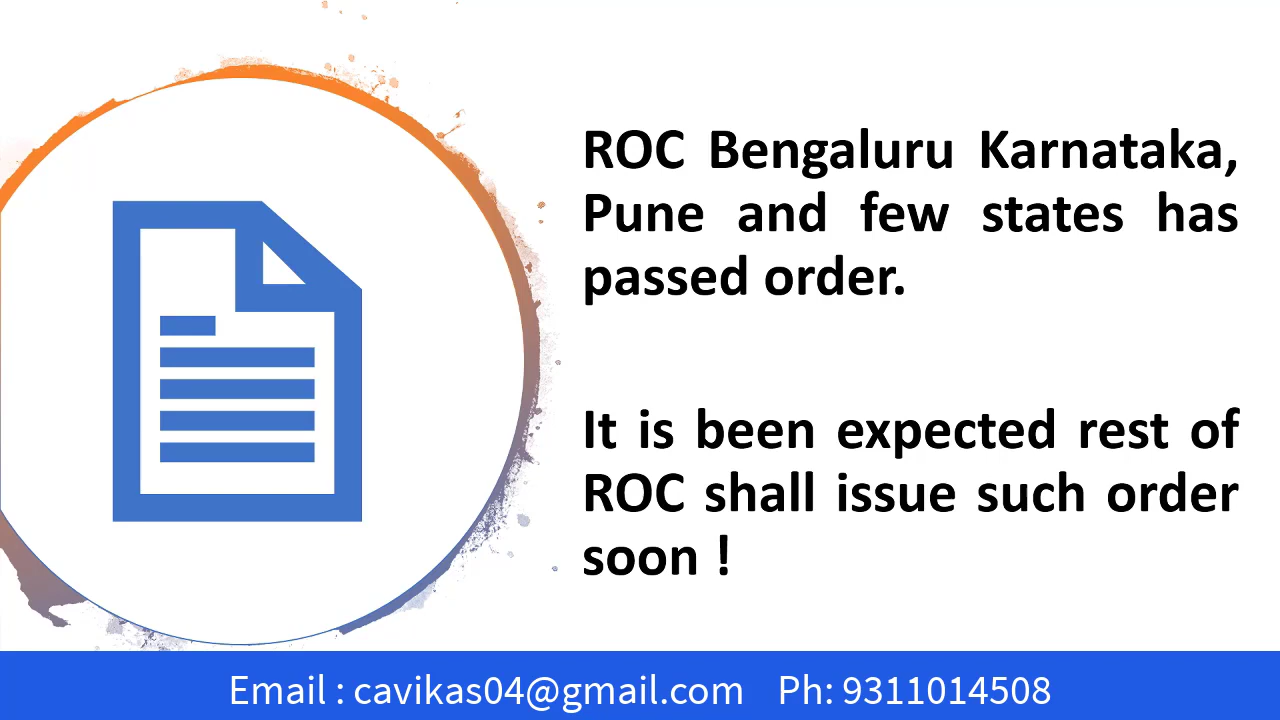 ROC Bengaluru Karnataka,
Pune and few states has
passed order.
It is been expected rest of
ROC shall issue such order
soon !
Email : cavikas04@gmail.com Ph: 9311014508